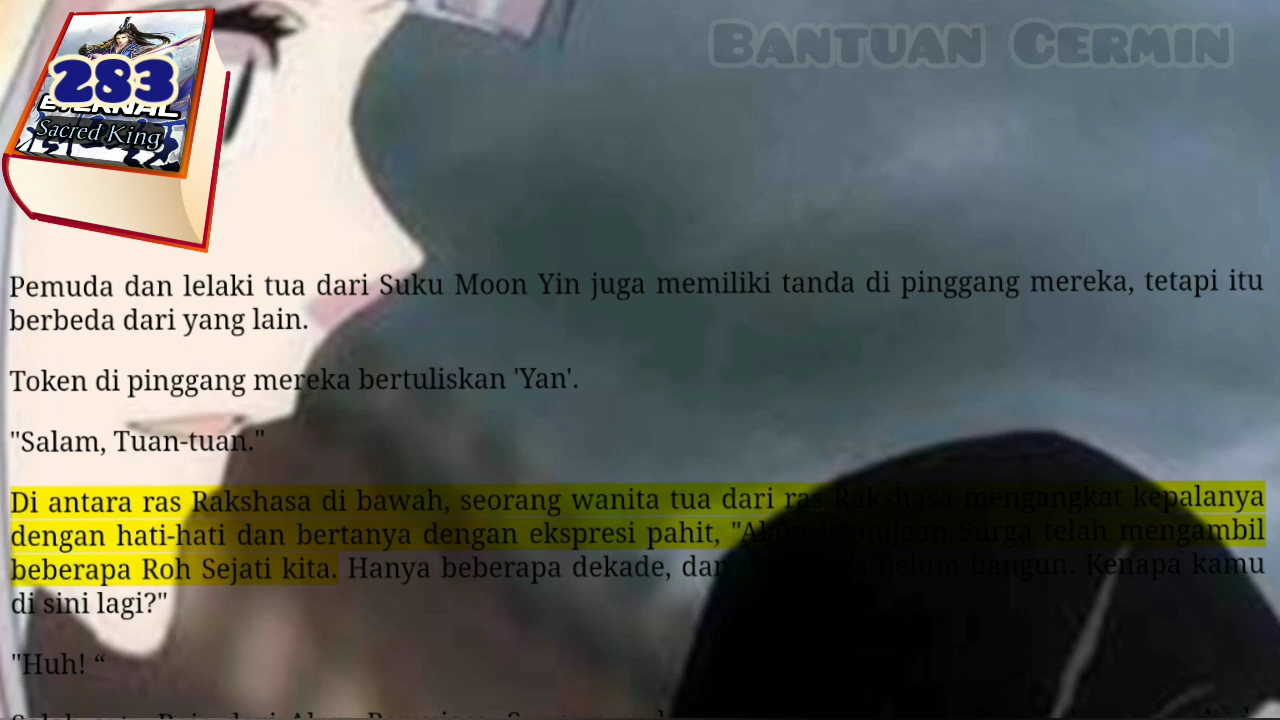 BANTUAN CERMIN
283
ETERNAL
Sacred King
Pemuda dan lelaki tua dari Suku Moon Yin juga memiliki tanda di pinggang mereka, tetapi itu
berbeda dari yang lain.
Token di pinggang mereka bertuliskan 'Yan'.
"Salam, Tuan-tuan."
Di antara ras Rakshasa di bawah, seorang wanita tua dari ras Rakshasa mengangkat kepalanya
dengan hati-hati dan bertanya dengan ekspresi pahit, "Alam Pemujaan Surga telah mengambil
beberapa Roh Sejati kita. Hanya beberapa dekade, dan belum bangun. Kenapa kamu
di sini lagi?"
"Huh! “